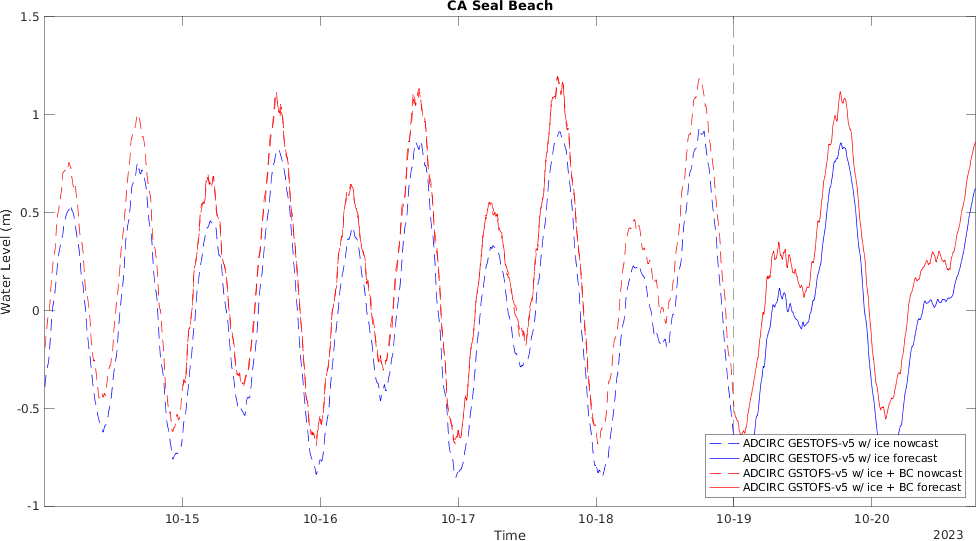 CA Seal Beach
1.5
1
0.5
0
-0.5
-1
Water Level (m)
10-15
10-16
10-17
10-18
10-19
10-20
Time
2023
ADCIRC GESTOFS-v5 w/ ice nowcast
ADCIRC GESTOFS-v5 w/ ice forecast
ADCIRC GSTOFS-v5 w/ ice + BC nowcast
ADCIRC GSTOFS-v5 w/ ice + BC forecast